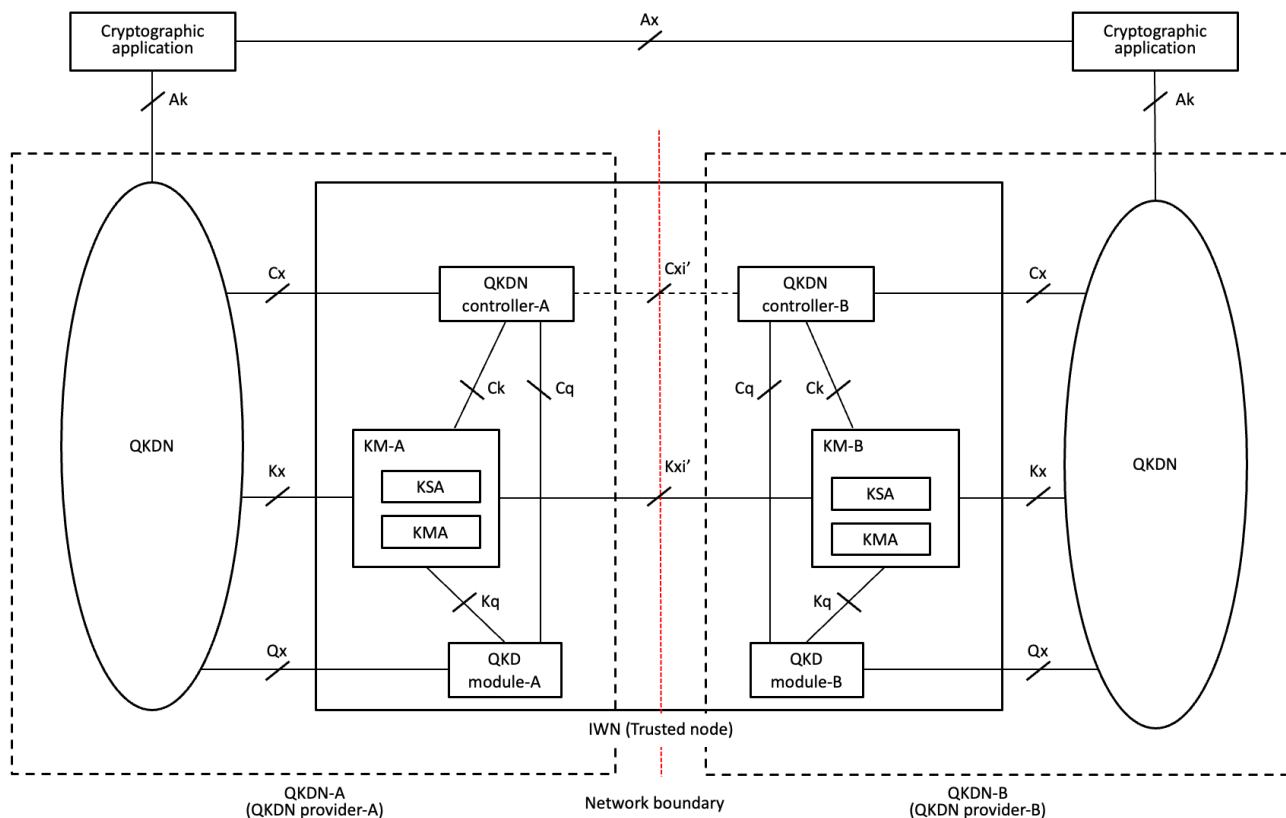 Cryptographic
application
Ax
Cryptographic
application
Ak
Ak
Cx
QKDN
controller-A
Cxi’
QKDN
controller-B
Cx
Ck
Cq
Cq
Ck
QKDN
KM-A
KSA
KMA
Kx
Kxi’
KM-B
KSA
KMA
Kx
QKDN
Kq
Kq
Qx
QKD
module-A
QKD
module-B
Qx
IWN (Trusted node)
QKDN-A
(QKDN provider-A)
Network boundary
QKDN-B
(QKDN provider-B)